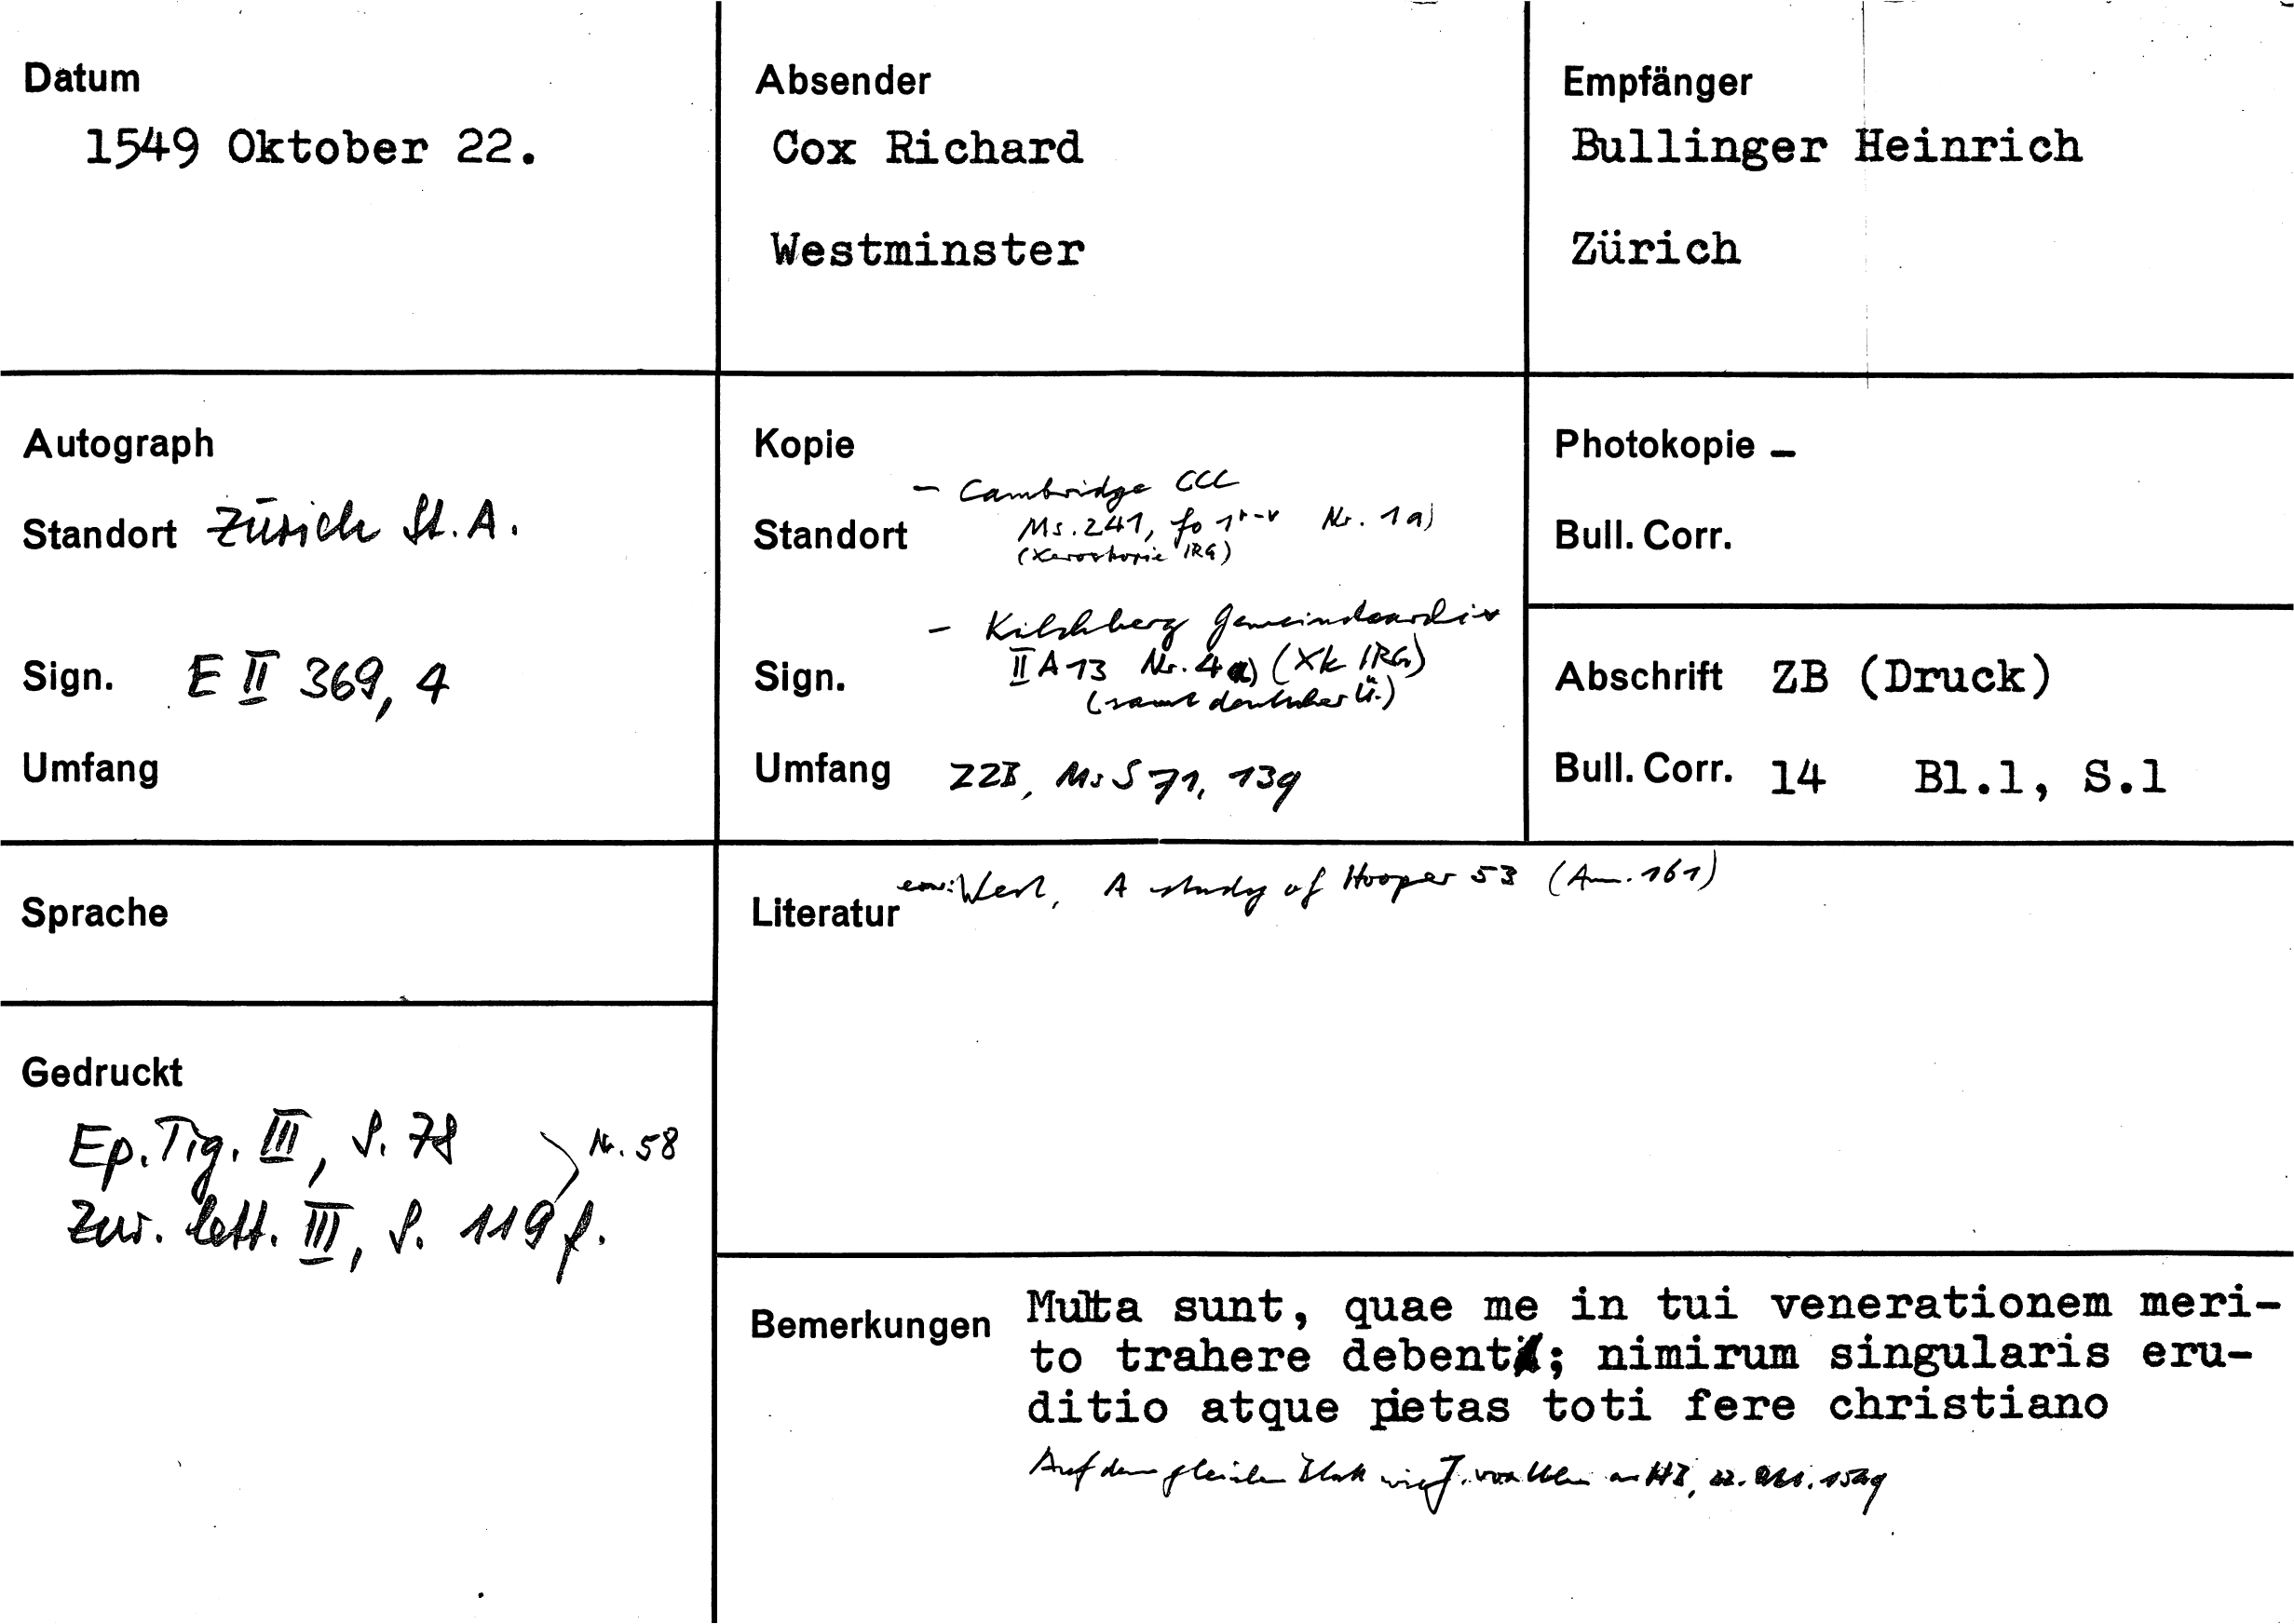 Datum
1549 Oktober 22.
Absender
Cox Richard
Westminster
Empfänger
Bullinger Heinrich
Zürich
Autograph
Standort Zürich St. A.
Sign. E II 369, 4
Umfang
Kopie
- Cambridge CCC
Standort Ms. 241, fo 1r-v Nr. 1a)
(Xerokopie IRG)
- Kilchberg Gemeindearchiv
Sign. II A 13 Nr. 4a) (XK IRG)
(samt deutscher Ü.)
Umfang ZZB, Ms S 71, 139
Photokopie -
Bull. Corr.
Abschrift ZB (Druck)
Bull. Corr. 14 Bl.1, S.1
Sprache
Literatur West, A study of Hooper 53 (Anm. 161)
Gedruckt
Ep. Tig. III, S. 78
Nr. 58
Zur. lett. III, S. 119 f.
Bemerkungen Multa sunt, quae me in tui venerationem meri-
to trahere debent; nimirum singularis eru-
ditio atque pietas toti fere christiano
Auf dem gleichen Blatt wie J. von Ulm an HB, 22. Okt. 1549